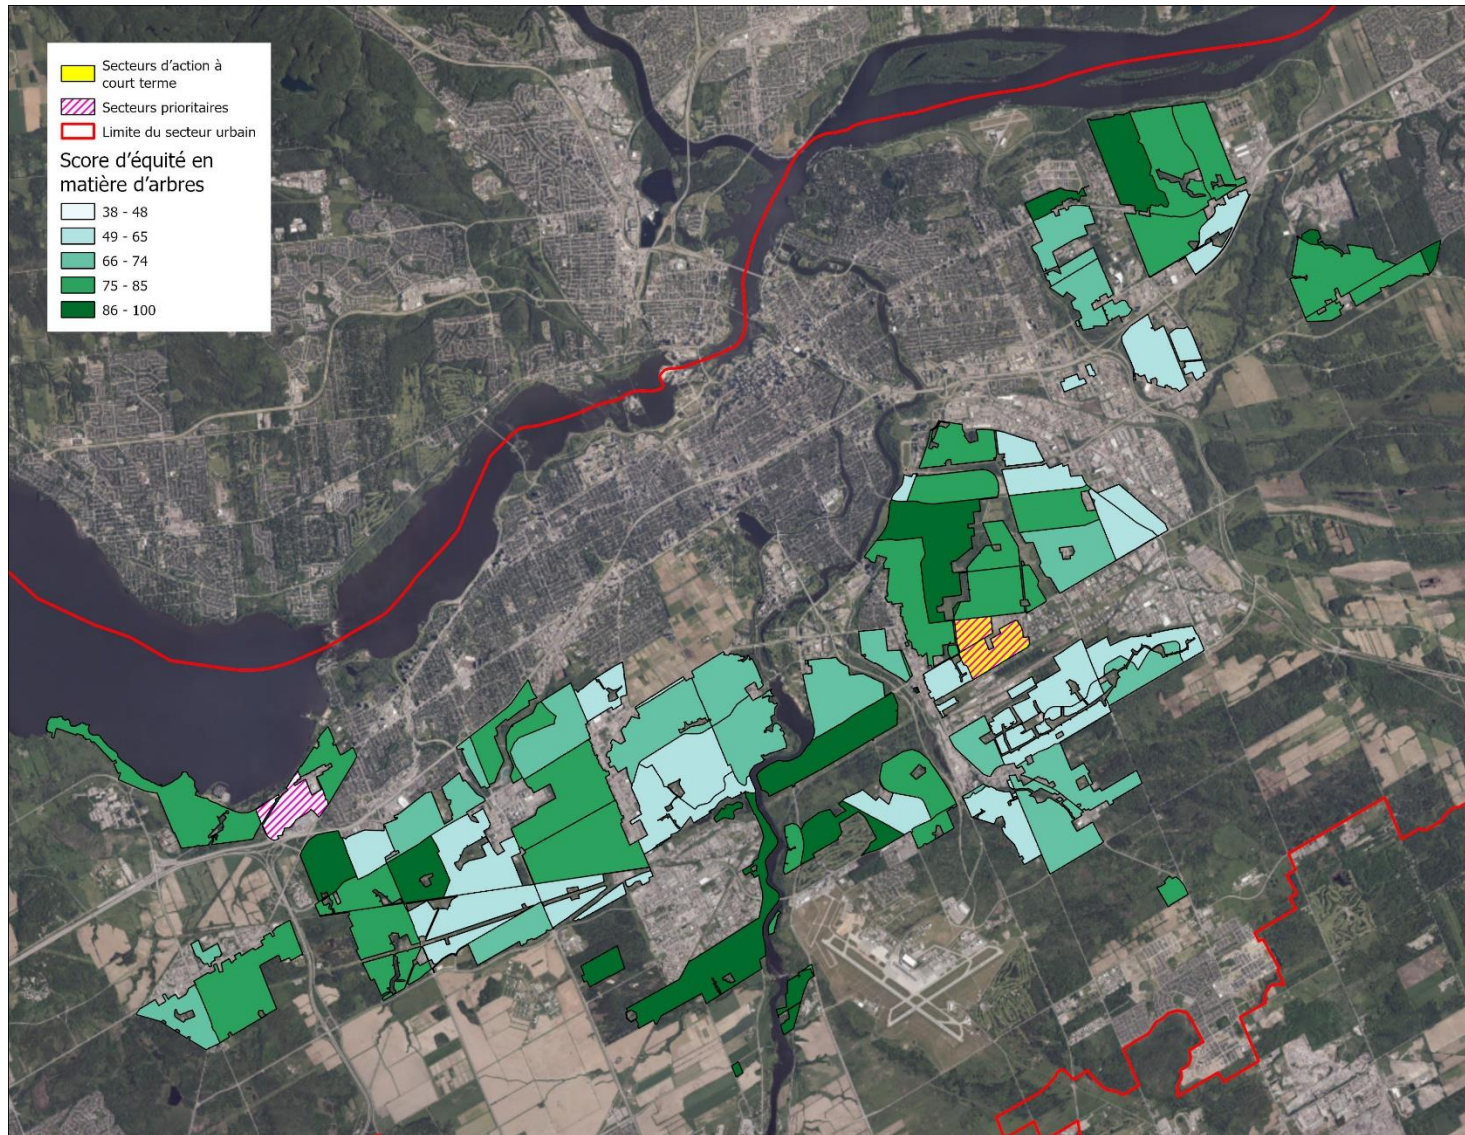 Secteurs d'action à
court terme
Secteurs prioritaires
Limite du secteur urbain
Score d'équité en
matière d'arbres
38 - 48
49 - 65
66 - 74
75 - 85
86 - 100